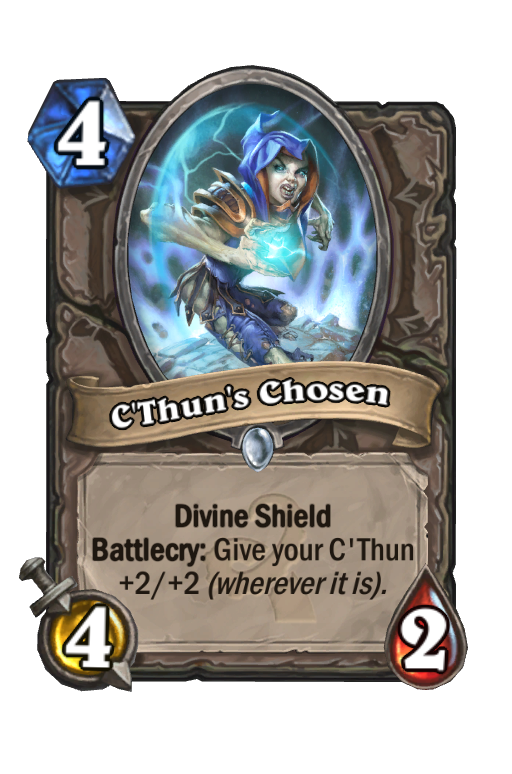 4
C'Thun's Chosen
Divine Shield
Battlecry: Give your C'Thun
+2/+2 (wherever it is).
4
2